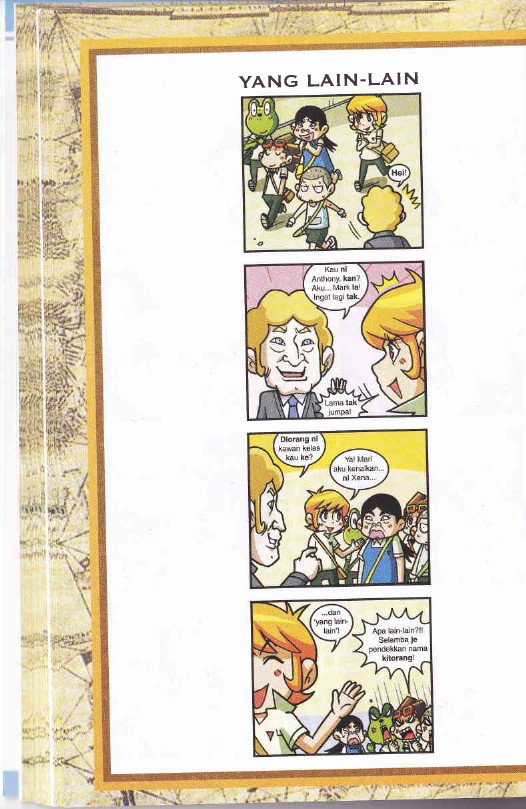 YANG LAIN-LAIN
Hei!
Kau ni
Anthony, kan?
Aku... Mark la!
Ingat lagi tak.
Lama tak
jumpa!
Diorang ni
kawan kelas
kau ke?
Ya! Mari
aku kenalkan...
ni Xena...
...dan
'yang lain-
lain'!
Apa lain-lain?!!
Selamba je
pendekkan nama
kitorang!